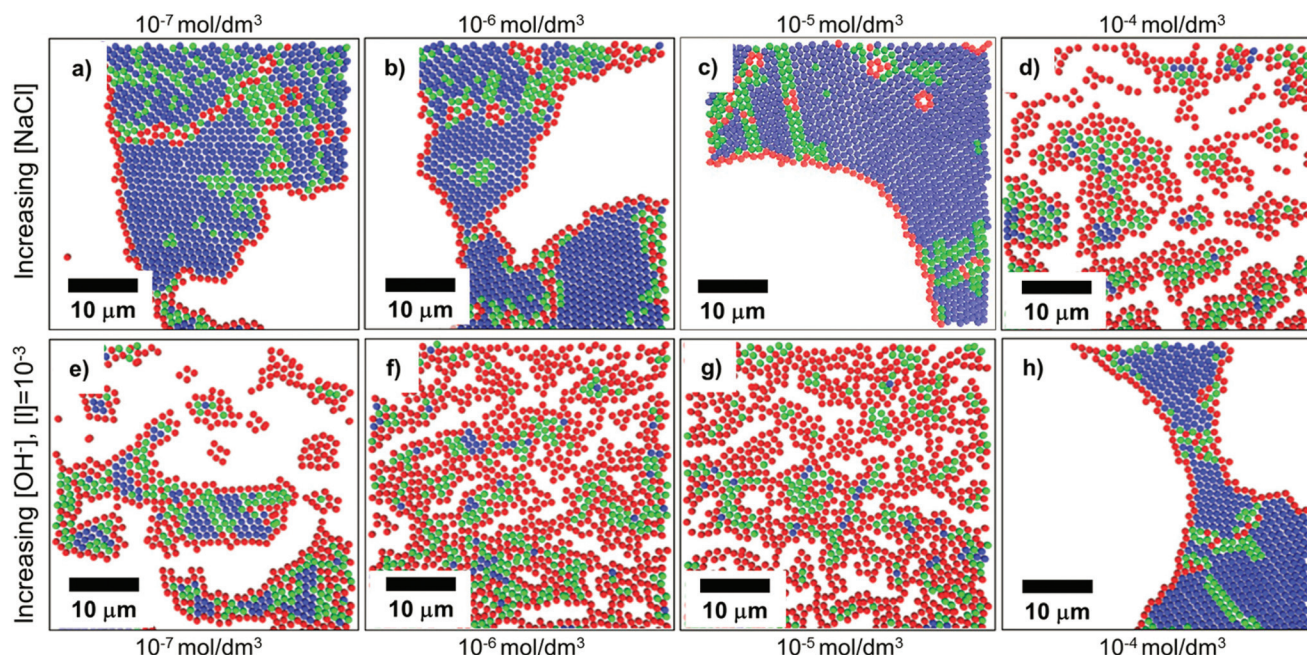 10⁻⁷ mol/dm³ 10⁻⁶ mol/dm³ 10⁻⁵ mol/dm³ 10⁻⁴ mol/dm³
Increasing [NaCl]
a) b) c) d)
10 μm 10 μm 10 μm 10 μm
Increasing [OH⁻], [I]=10⁻³
e) f) g) h)
10 μm 10 μm 10 μm 10 μm
10⁻⁷ mol/dm³ 10⁻⁶ mol/dm³ 10⁻⁵ mol/dm³ 10⁻⁴ mol/dm³